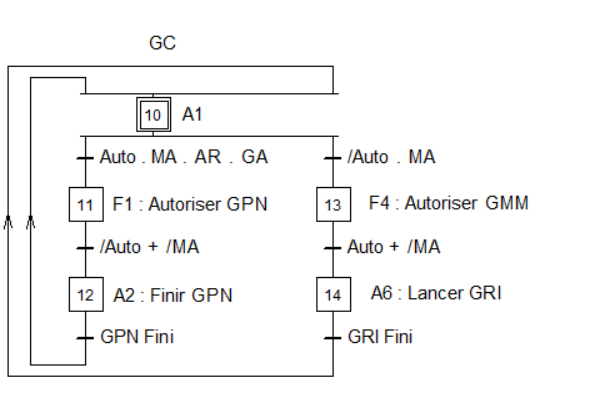 GC
10 A1
Auto . MA . AR . GA /Auto . MA
11 F1 : Autoriser GPN 13 F4 : Autoriser GMM
/Auto + /MA Auto + /MA
12 A2 : Finir GPN 14 A6 : Lancer GRI
GPN Fini GRI Fini